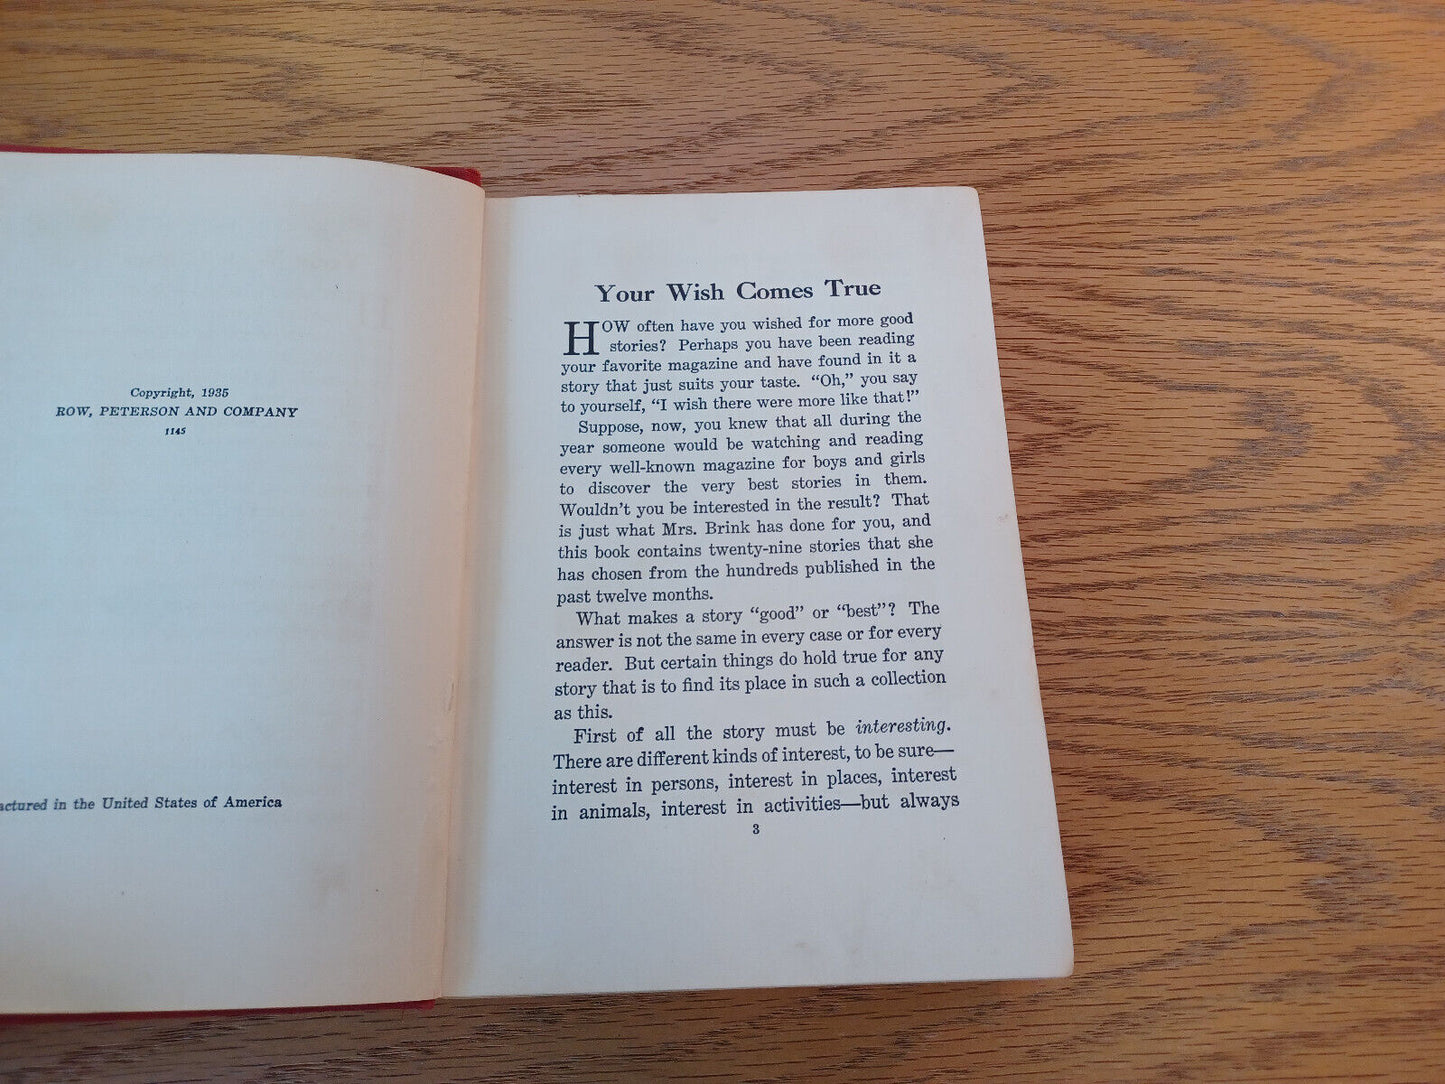 Copyright, 1935
ROW, PETERSON AND COMPANY
1145
actured in the United States of America
Your Wish Comes True
HOW often have you wished for more good
stories? Perhaps you have been reading
your favorite magazine and have found in it a
story that just suits your taste. “Oh,” you say
to yourself, “I wish there were more like that!”
Suppose, now, you knew that all during the
year someone would be watching and reading
every well-known magazine for boys and girls
to discover the very best stories in them.
Wouldn’t you be interested in the result? That
is just what Mrs. Brink has done for you, and
this book contains twenty-nine stories that she
has chosen from the hundreds published in the
past twelve months.
What makes a story “good” or “best”? The
answer is not the same in every case or for every
reader. But certain things do hold true for any
story that is to find its place in such a collection
as this.
First of all the story must be interesting.
There are different kinds of interest, to be sure—
interest in persons, interest in places, interest
in animals, interest in activities—but always
3